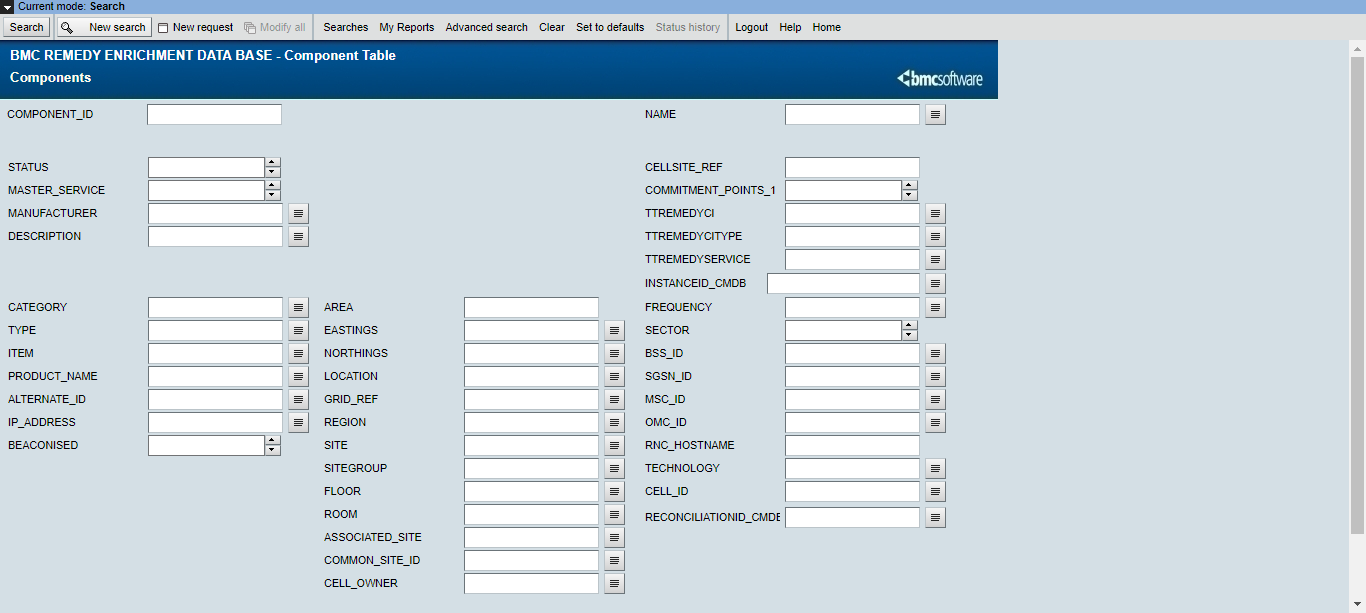 Current mode: Search
Search New search New request Modify all Searches My Reports Advanced search Clear Set to defaults Status history Logout Help Home
BMC REMEDY ENRICHMENT DATA BASE - Component Table
Components
bmcsoftware
COMPONENT_ID NAME
STATUS CELLSITE_REF
MASTER_SERVICE COMMITMENT_POINTS_1
MANUFACTURER TTREMEDYCI
DESCRIPTION TTREMEDYCITYPE
TTREMEDYSERVICE
INSTANCEID_CMDB
CATEGORY AREA FREQUENCY
TYPE EASTINGS SECTOR
ITEM NORTHINGS BSS_ID
PRODUCT_NAME LOCATION SGSN_ID
ALTERNATE_ID GRID_REF MSC_ID
IP_ADDRESS REGION OMC_ID
BEACONISED SITE RNC_HOSTNAME
SITEGROUP TECHNOLOGY
FLOOR CELL_ID
ROOM RECONCILIATIONID_CMDB
ASSOCIATED_SITE
COMMON_SITE_ID
CELL_OWNER